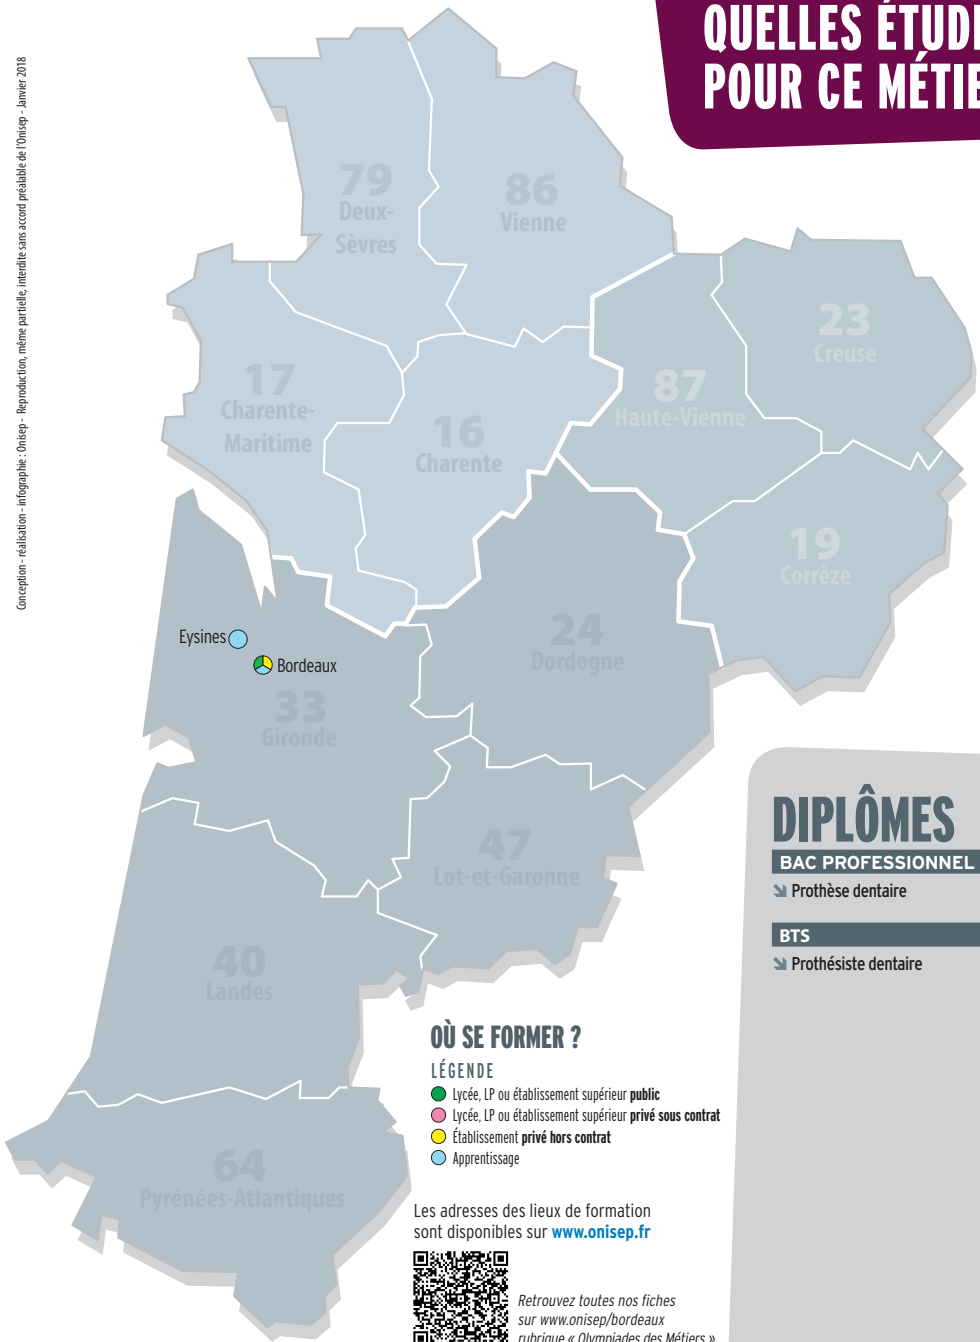 QUELLES ÉTUD
POUR CE MÉTIE
Conception - réalisation - infographie : Onisep - Reproduction, même partielle, interdite sans accord préalable de l'Onisep - Janvier 2018
79
Deux-
Sèvres
86
Vienne
23
Creuse
17
Charente-
Maritime
87
Haute-Vienne
16
Charente
19
Corrèze
24
Dordogne
Eysines
Bordeaux
33
Gironde
47
Lot-et-Garonne
40
Landes
64
Pyrénées-Atlantiques
DIPLÔMES
BAC PROFESSIONNEL
Prothèse dentaire
BTS
Prothésiste dentaire
OÙ SE FORMER ?
LÉGENDE
Lycée, LP ou établissement supérieur public
Lycée, LP ou établissement supérieur privé sous contrat
Établissement privé hors contrat
Apprentissage
Les adresses des lieux de formation
sont disponibles sur www.onisep.fr
Retrouvez toutes nos fiches
sur www.onisep/bordeaux
rubrique « Olympiades des Métiers »